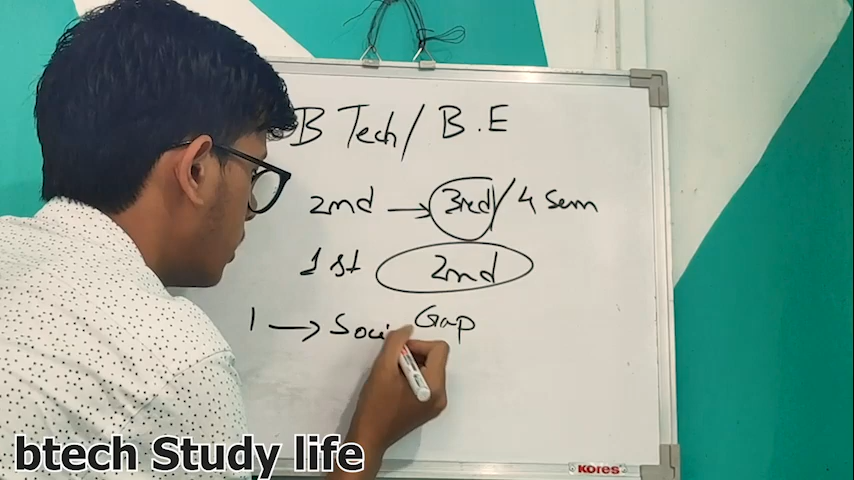 B Tech / B.E
2nd → 3rd / 4 Sem
1st 2nd
1 → Soci Gap
KORES
btech Study life